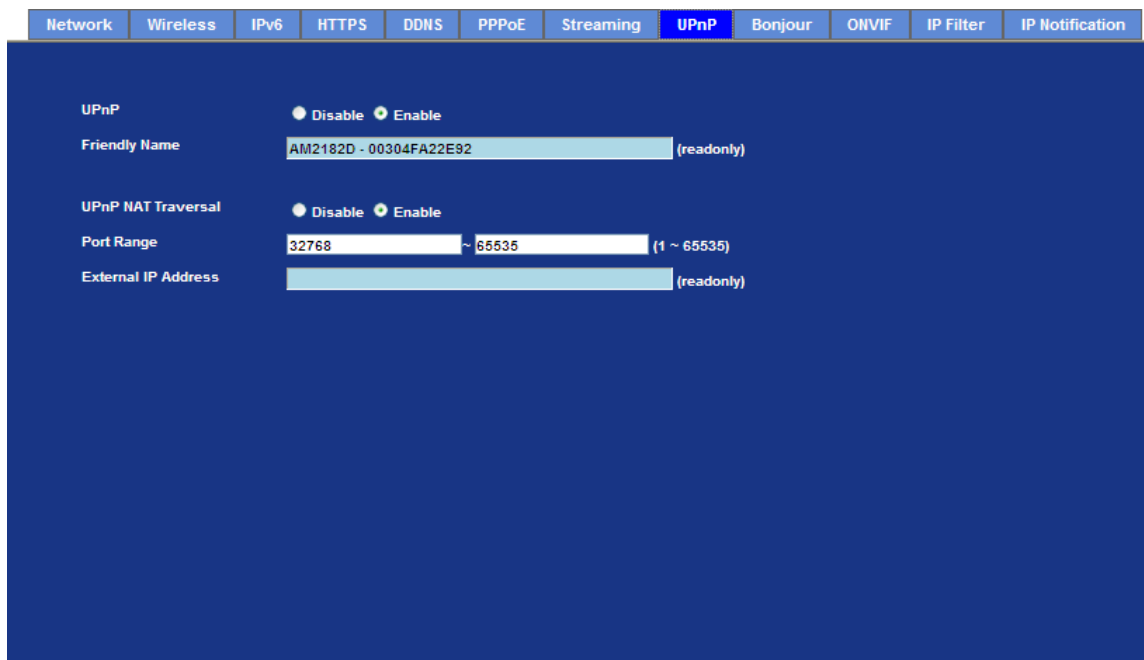 Network Wireless IPv6 HTTPS DDNS PPPoE Streaming UPnP Bonjour ONVIF IP Filter IP Notification
UPnP Disable Enable
Friendly Name AM2182D - 00304FA22E92 (readonly)
UPnP NAT Traversal Disable Enable
Port Range 32768 ~ 65535 (1 ~ 65535)
External IP Address (readonly)